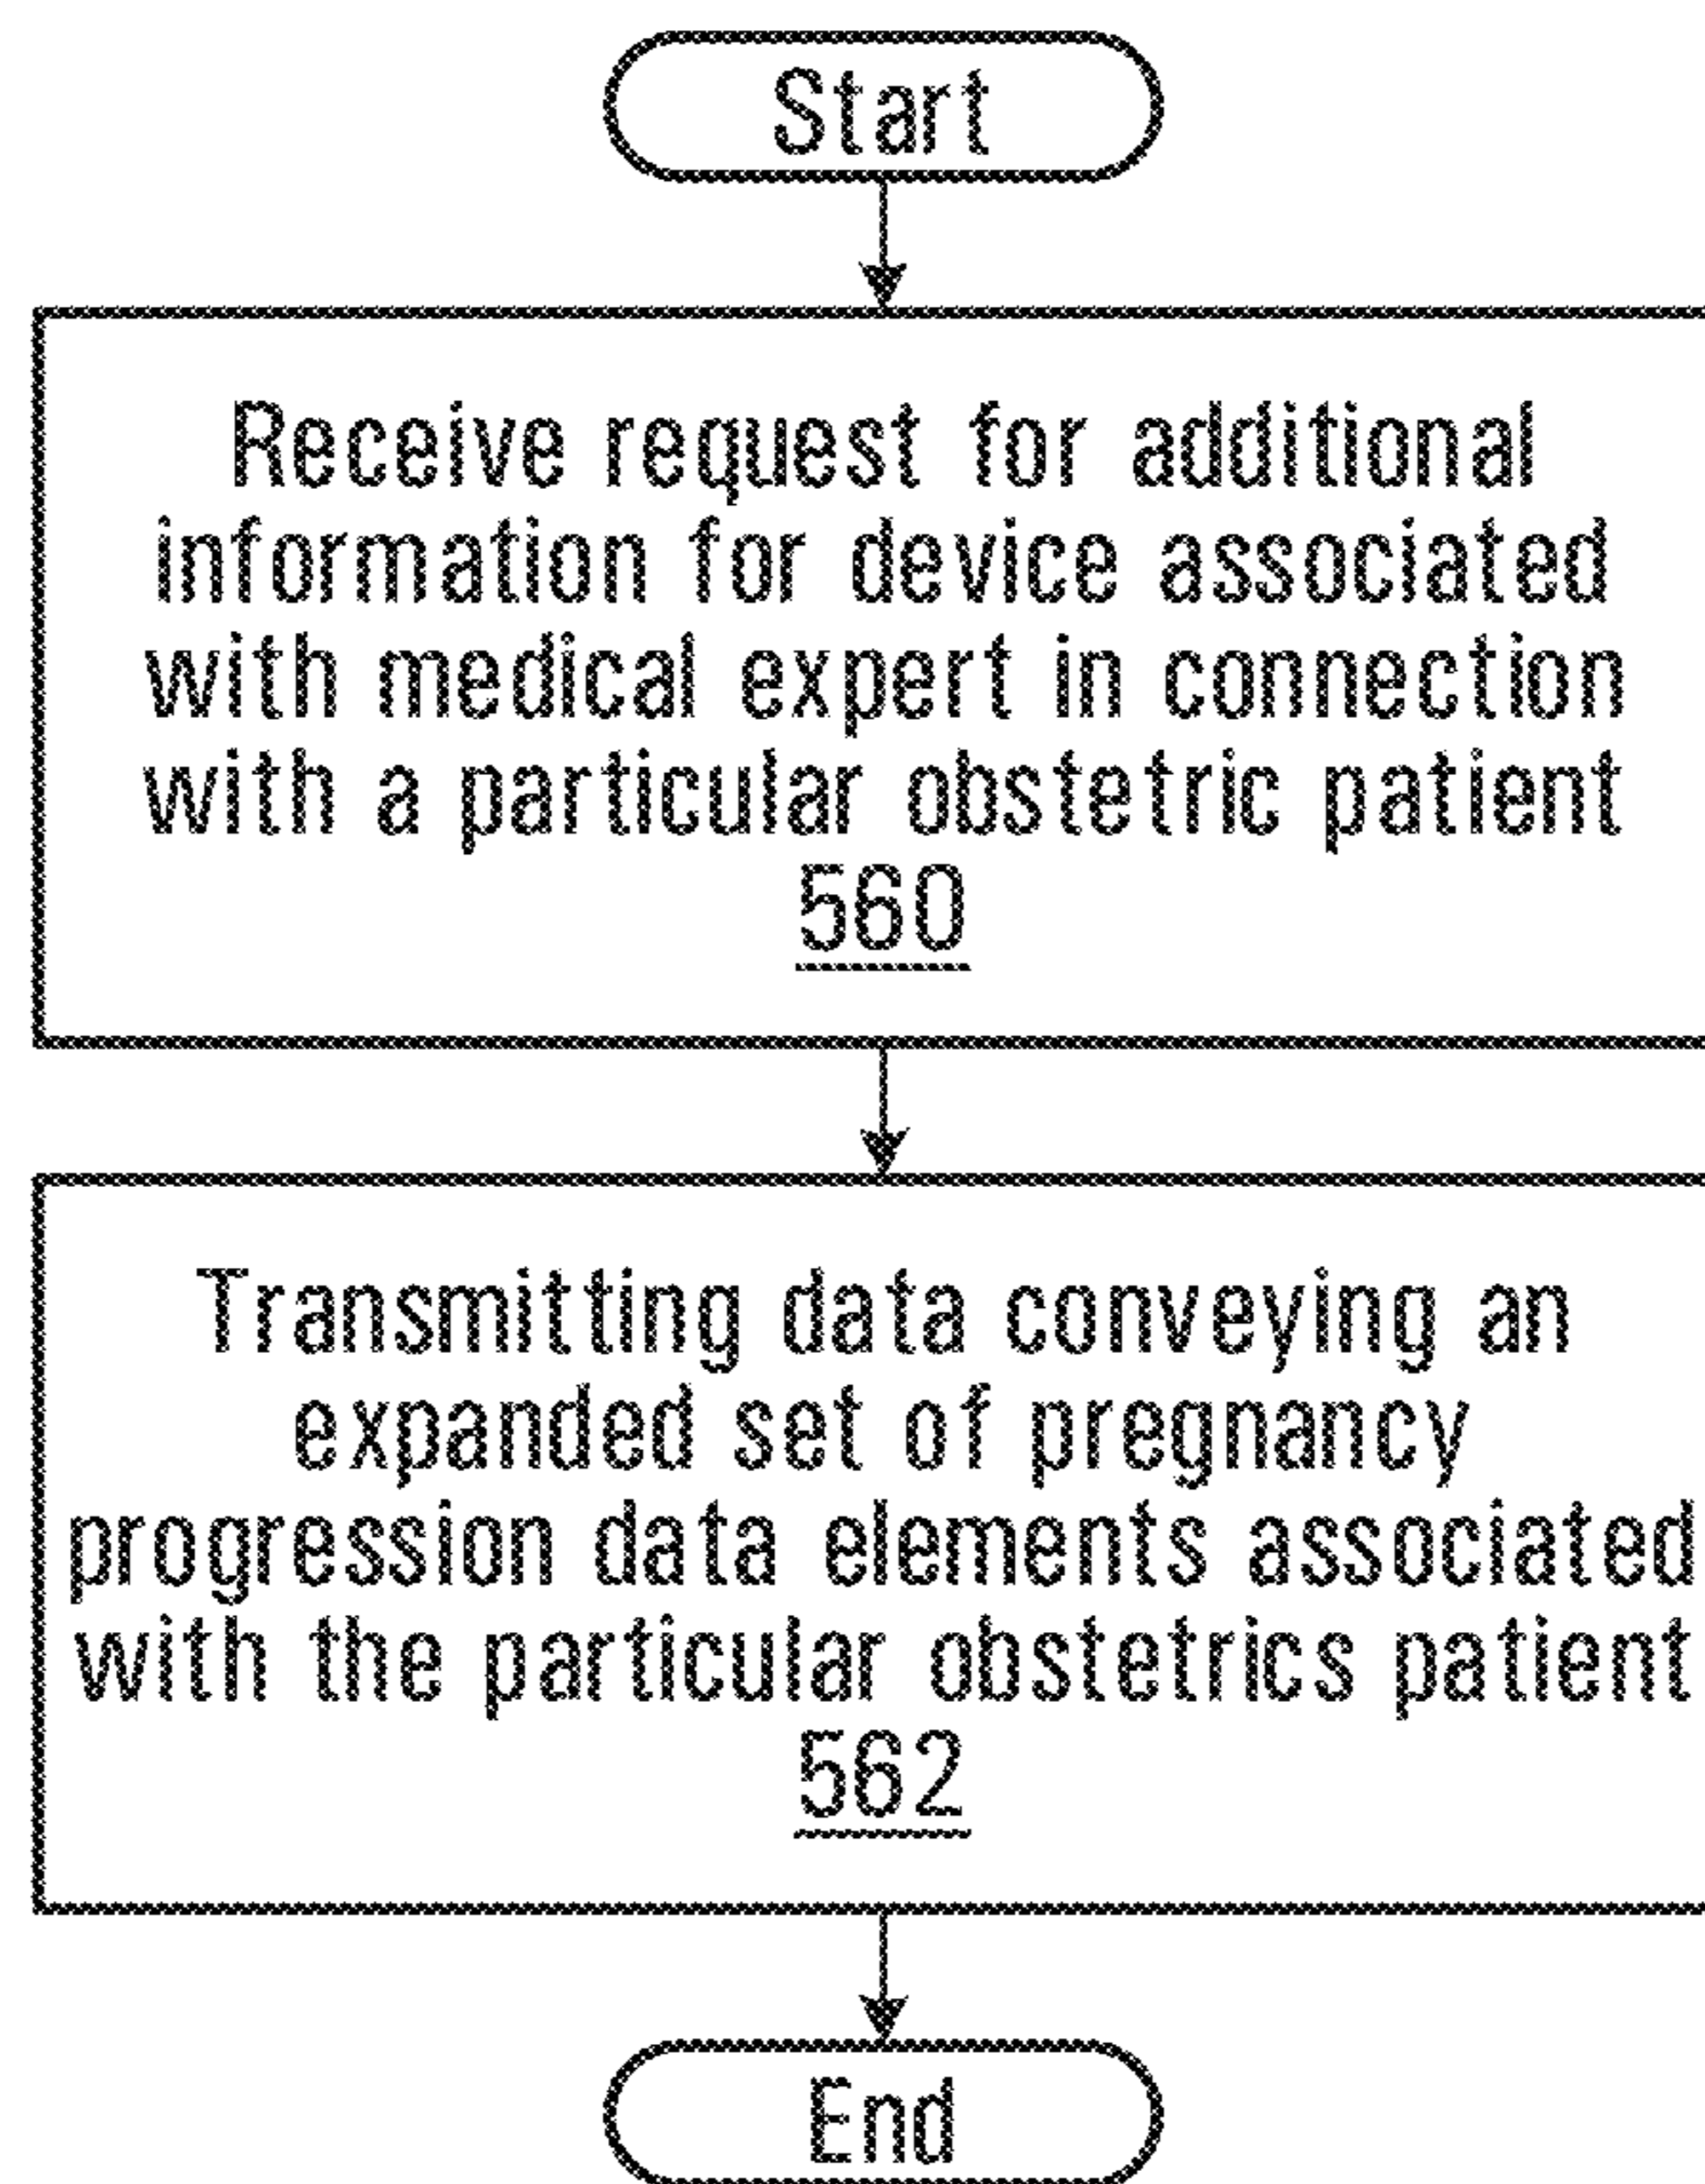 Start
Receive request for additional
information for device associated
with medical expert in connection
with a particular obstetric patient
560
Transmitting data conveying an
expanded set of pregnancy
progression data elements associated
with the particular obstetrics patient
562
End